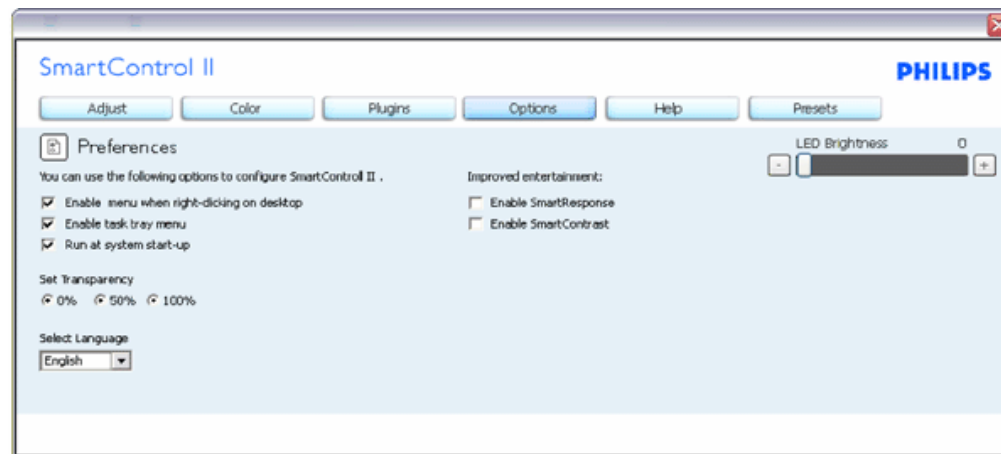 SmartControl II
PHILIPS
Adjust Color Plugins Options Help Presets
Preferences
LED Brightness 0
- +
You can use the following options to configure SmartControl II .
Enable menu when right-clicking on desktop
Enable task tray menu
Run at system start-up
Improved entertainment:
Enable SmartResponse
Enable SmartContrast
Set Transparency
0% 50% 100%
Select Language
English